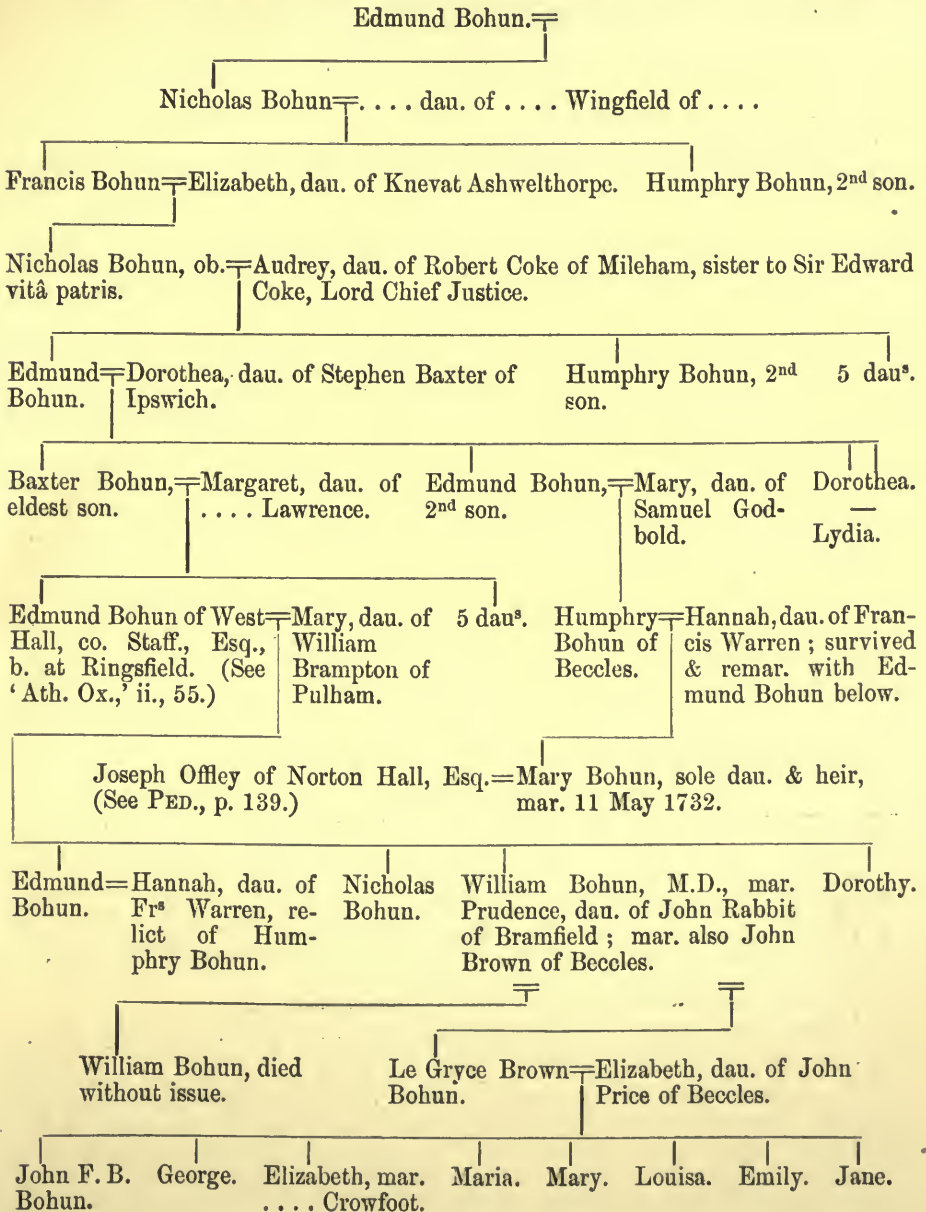 Edmund Bohun.
Nicholas Bohun . . . . dau. of . . . . Wingfield of . . . .
Francis Bohun Elizabeth, dau. of Knevat Ashwelthorpe. Humphry Bohun, 2nd son.
Nicholas Bohun, ob.
vitâ patris.
Audrey, dau. of Robert Coke of Mileham, sister to Sir Edward
Coke, Lord Chief Justice.
Edmund
Bohun.
Dorothea, dau. of Stephen Baxter of
Ipswich.
Humphry Bohun, 2nd
son.
5 daus.
Baxter Bohun,
eldest son.
Margaret, dau. of
. . . . Lawrence.
Edmund Bohun,
2nd son.
Mary, dau. of
Samuel God-
bold.
Dorothea.
—
Lydia.
Edmund Bohun of West
Hall, co. Staff., Esq.,
b. at Ringsfield. (See
‘Ath. Ox.,’ ii., 55.)
Mary, dau. of
William
Brampton of
Pulham.
5 daus.
Humphry
Bohun of
Beccles.
Hannah, dau. of Fran-
cis Warren ; survived
& remar. with Ed-
mund Bohun below.
Joseph Offley of Norton Hall, Esq.
(See PED., p. 139.)
=Mary Bohun, sole dau. & heir,
mar. 11 May 1732.
Edmund
Bohun.
=Hannah, dau. of
Frs Warren, re-
lict of Hum-
phry Bohun.
Nicholas
Bohun.
William Bohun, M.D., mar.
Prudence, dau. of John Rabbit
of Bramfield ; mar. also John
Brown of Beccles.
Dorothy.
William Bohun, died
without issue.
Le Gryce Brown
Bohun.
Elizabeth, dau. of John
Price of Beccles.
John F. B.
Bohun.
George.
Elizabeth, mar.
. . . . Crowfoot.
Maria.
Mary.
Louisa.
Emily.
Jane.